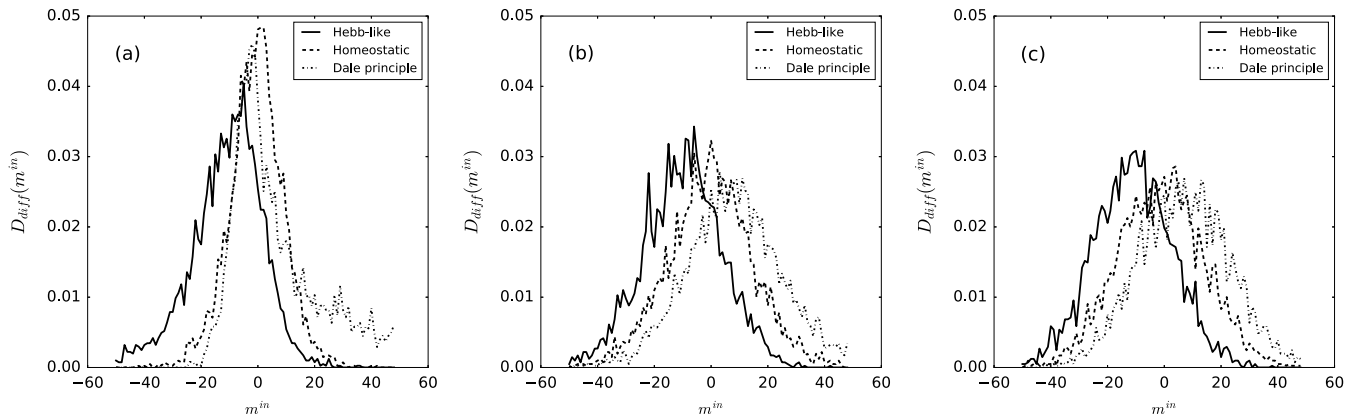 0.05
0.04
0.03
0.02
0.01
0.00
−60
−40
−20
0
20
40
60
D_diff(m^in)
m^in
(a)
Hebb-like
Homeostatic
Dale principle
0.05
0.04
0.03
0.02
0.01
0.00
−60
−40
−20
0
20
40
60
D_diff(m^in)
m^in
(b)
Hebb-like
Homeostatic
Dale principle
0.05
0.04
0.03
0.02
0.01
0.00
−60
−40
−20
0
20
40
60
D_diff(m^in)
m^in
(c)
Hebb-like
Homeostatic
Dale principle